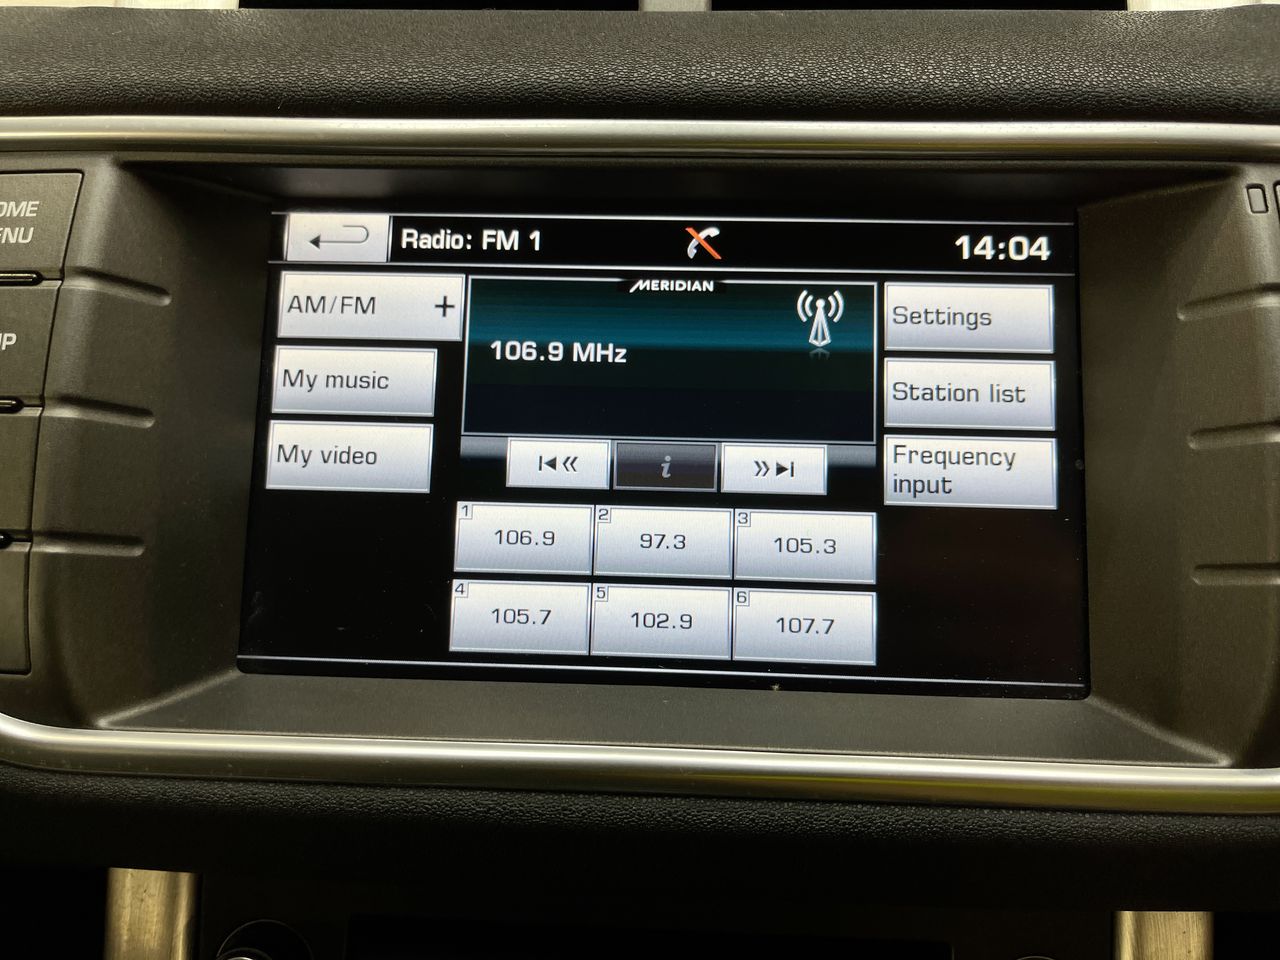 Radio: FM 1
14:04
AM/FM +
My music
My video
MERIDIAN
106.9 MHz
Settings
Station list
Frequency
input
i
1 106.9
2 97.3
3 105.3
4 105.7
5 102.9
6 107.7